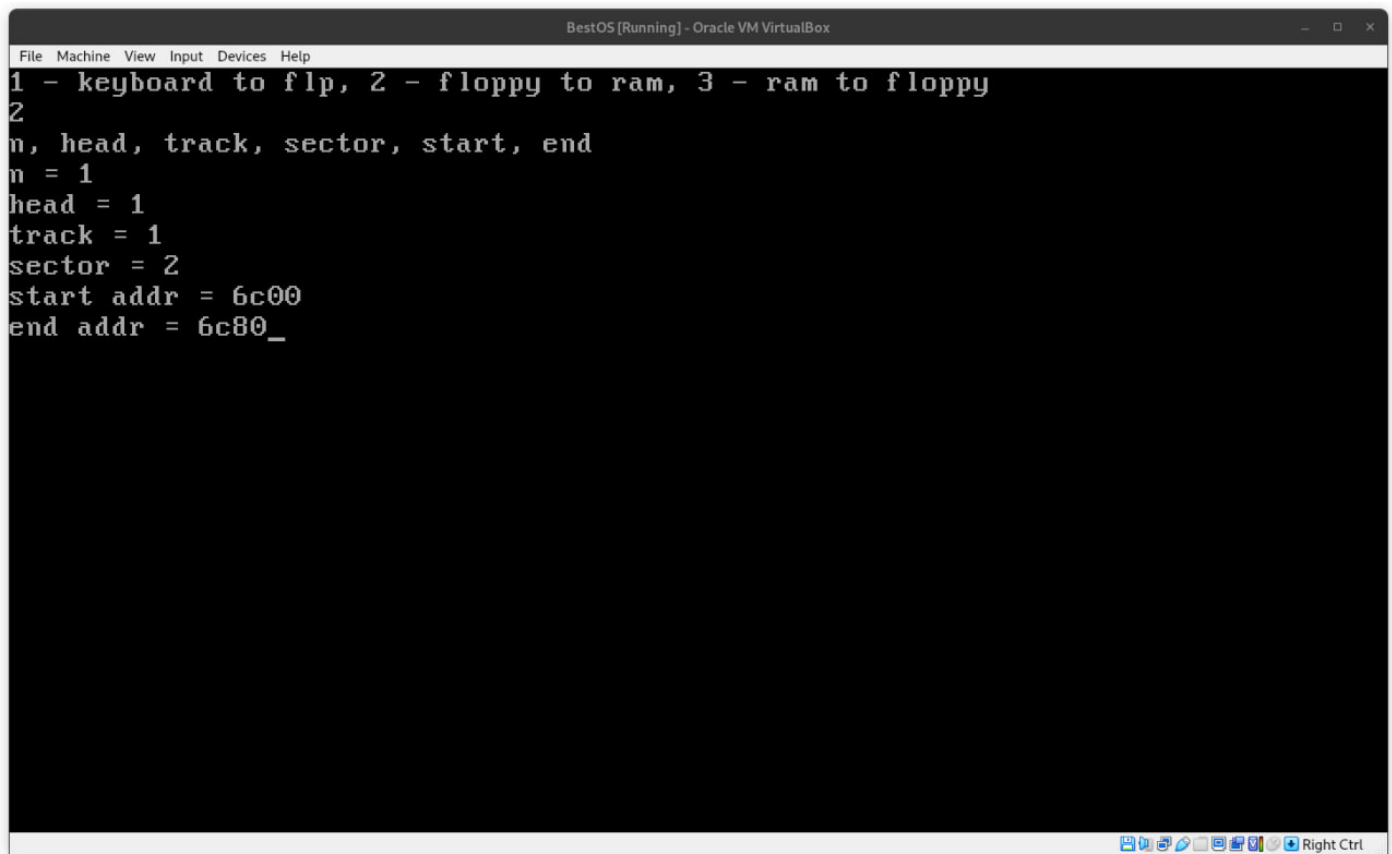 BestOS [Running] - Oracle VM VirtualBox
File Machine View Input Devices Help
1 - keyboard to flp, 2 - floppy to ram, 3 - ram to floppy
2
n, head, track, sector, start, end
n = 1
head = 1
track = 1
sector = 2
start addr = 6c00
end addr = 6c80_
Right Ctrl